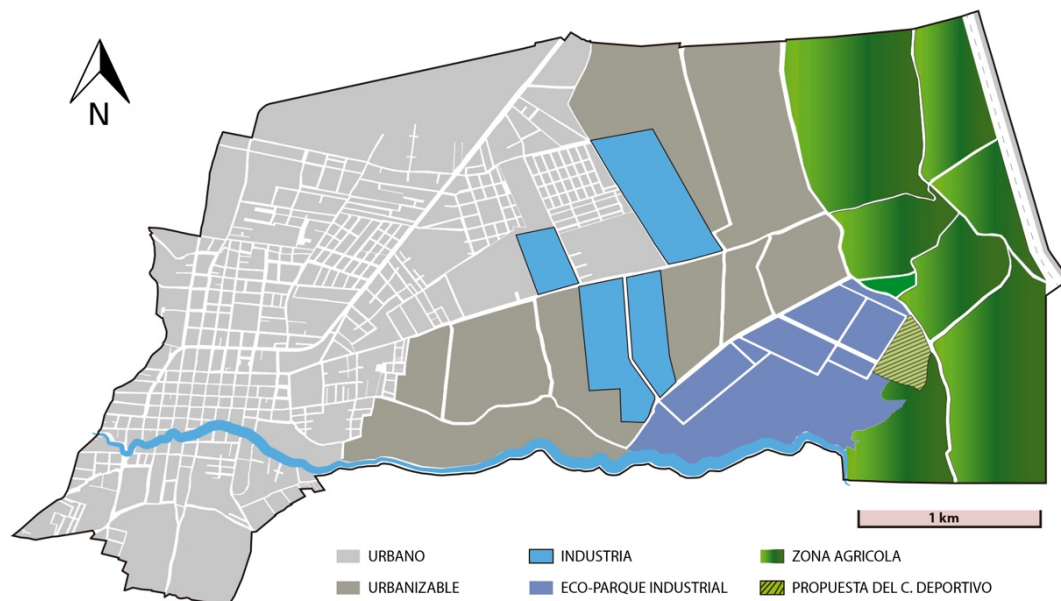 N
1 km
URBANO
INDUSTRIA
ZONA AGRICOLA
URBANIZABLE
ECO-PARQUE INDUSTRIAL
PROPUESTA DEL C. DEPORTIVO